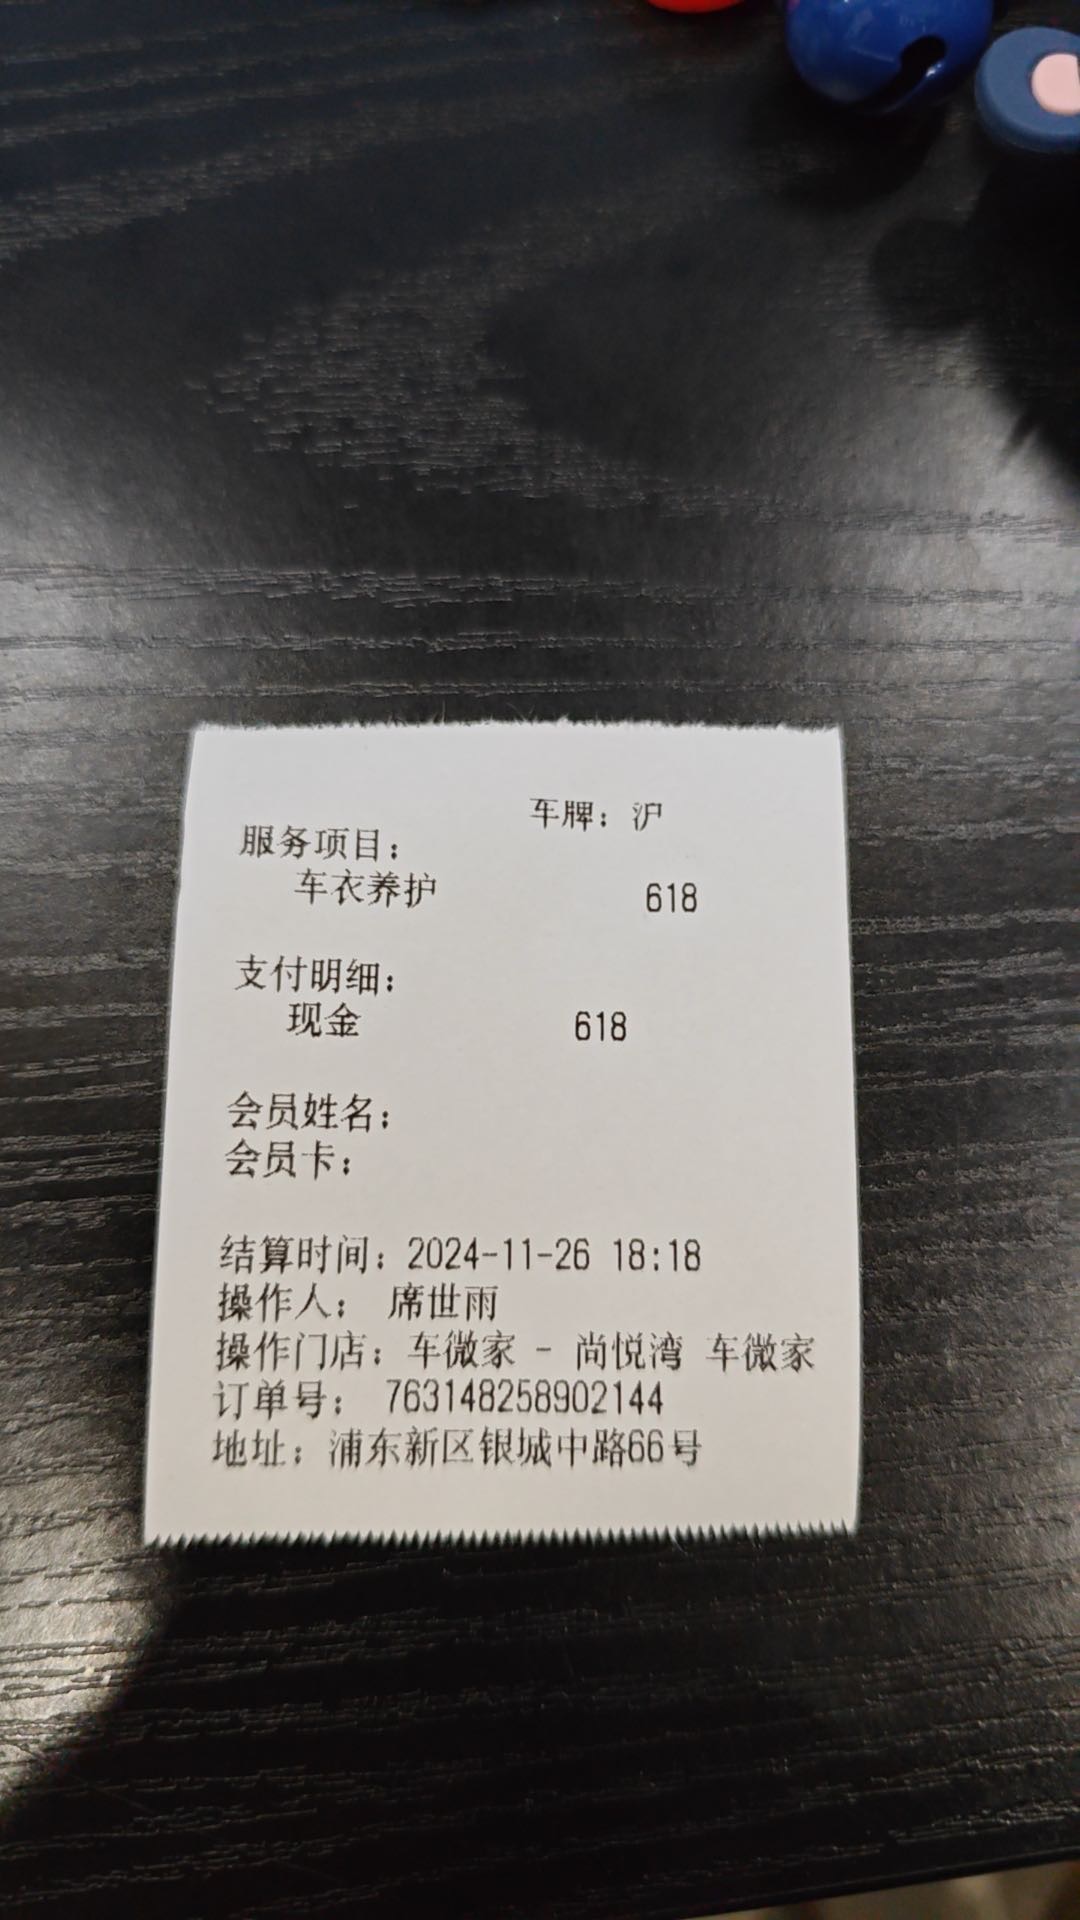 车牌：沪
服务项目：
车衣养护 618
支付明细：
现金 618
会员姓名：
会员卡：
结算时间：2024-11-26 18:18
操作人： 席世雨
操作门店：车微家 - 尚悦湾 车微家
订单号： 763148258902144
地址：浦东新区银城中路66号